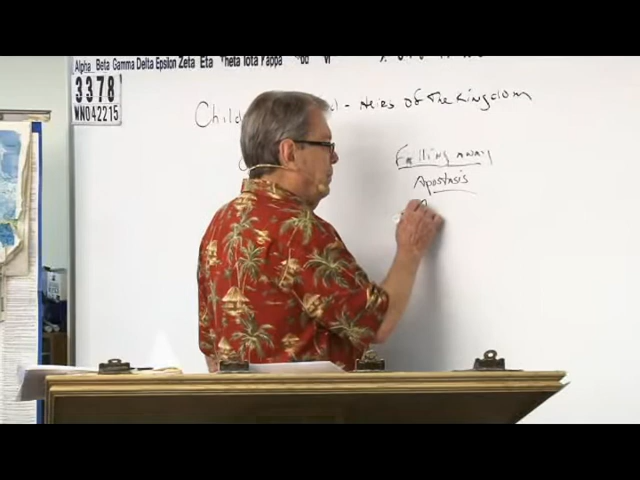 Alpha Beta Gamma Delta Epsilon Zeta Eta Theta Iota Kappa
3378
WN042215
Child - Heirs of The Kingdom
Falling away
Apostasis